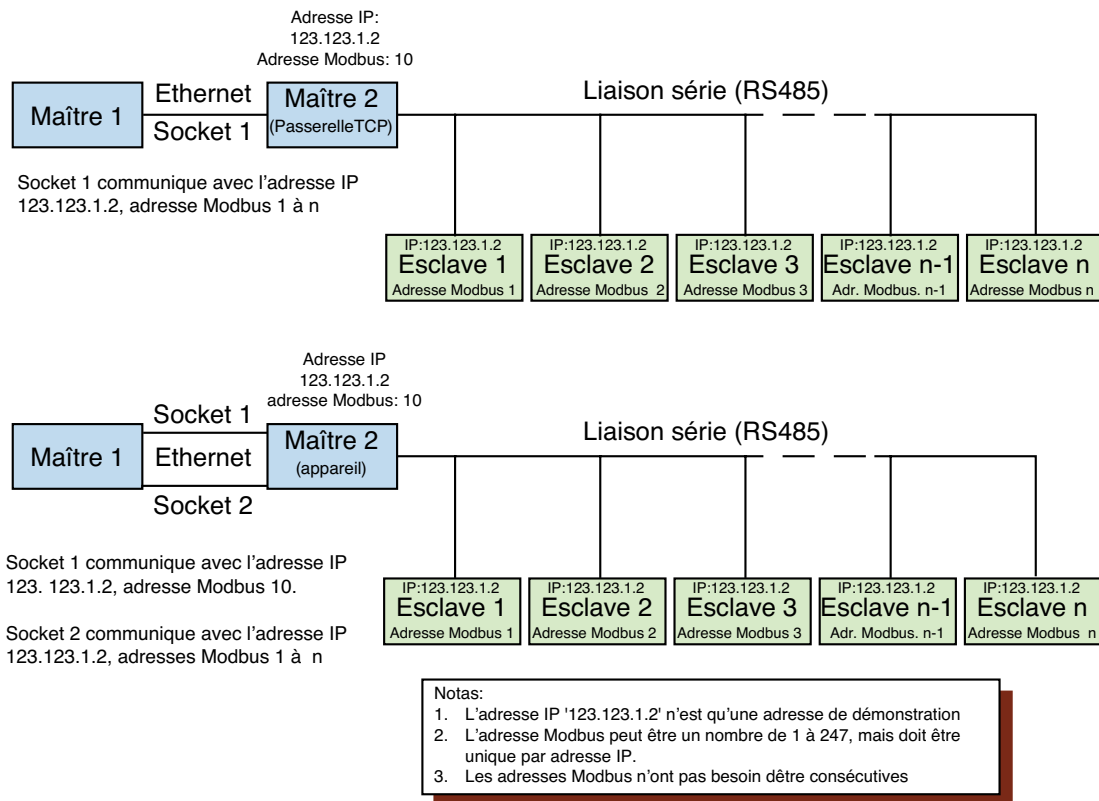 Adresse IP:
123.123.1.2
Adresse Modbus: 10
Maître 1
Ethernet
Socket 1
Maître 2
(PasserelleTCP)
Liaison série (RS485)
Socket 1 communique avec l'adresse IP
123.123.1.2, adresse Modbus 1 à n
IP:123.123.1.2
Esclave 1
Adresse Modbus 1
IP:123.123.1.2
Esclave 2
Adresse Modbus 2
IP:123.123.1.2
Esclave 3
Adresse Modbus 3
IP:123.123.1.2
Esclave n-1
Adr. Modbus. n-1
IP:123.123.1.2
Esclave n
Adresse Modbus n
Adresse IP
123.123.1.2
adresse Modbus: 10
Maître 1
Socket 1
Ethernet
Socket 2
Maître 2
(appareil)
Liaison série (RS485)
Socket 1 communique avec l'adresse IP
123. 123.1.2, adresse Modbus 10.
Socket 2 communique avec l'adresse IP
123.123.1.2, adresses Modbus 1 à n
IP:123.123.1.2
Esclave 1
Adresse Modbus 1
IP:123.123.1.2
Esclave 2
Adresse Modbus 2
IP:123.123.1.2
Esclave 3
Adresse Modbus 3
IP:123.123.1.2
Esclave n-1
Adr. Modbus. n-1
IP:123.123.1.2
Esclave n
Adresse Modbus n
Notas:
1. L'adresse IP '123.123.1.2' n'est qu'une adresse de démonstration
2. L'adresse Modbus peut être un nombre de 1 à 247, mais doit être
unique par adresse IP.
3. Les adresses Modbus n'ont pas besoin dêtre consécutives